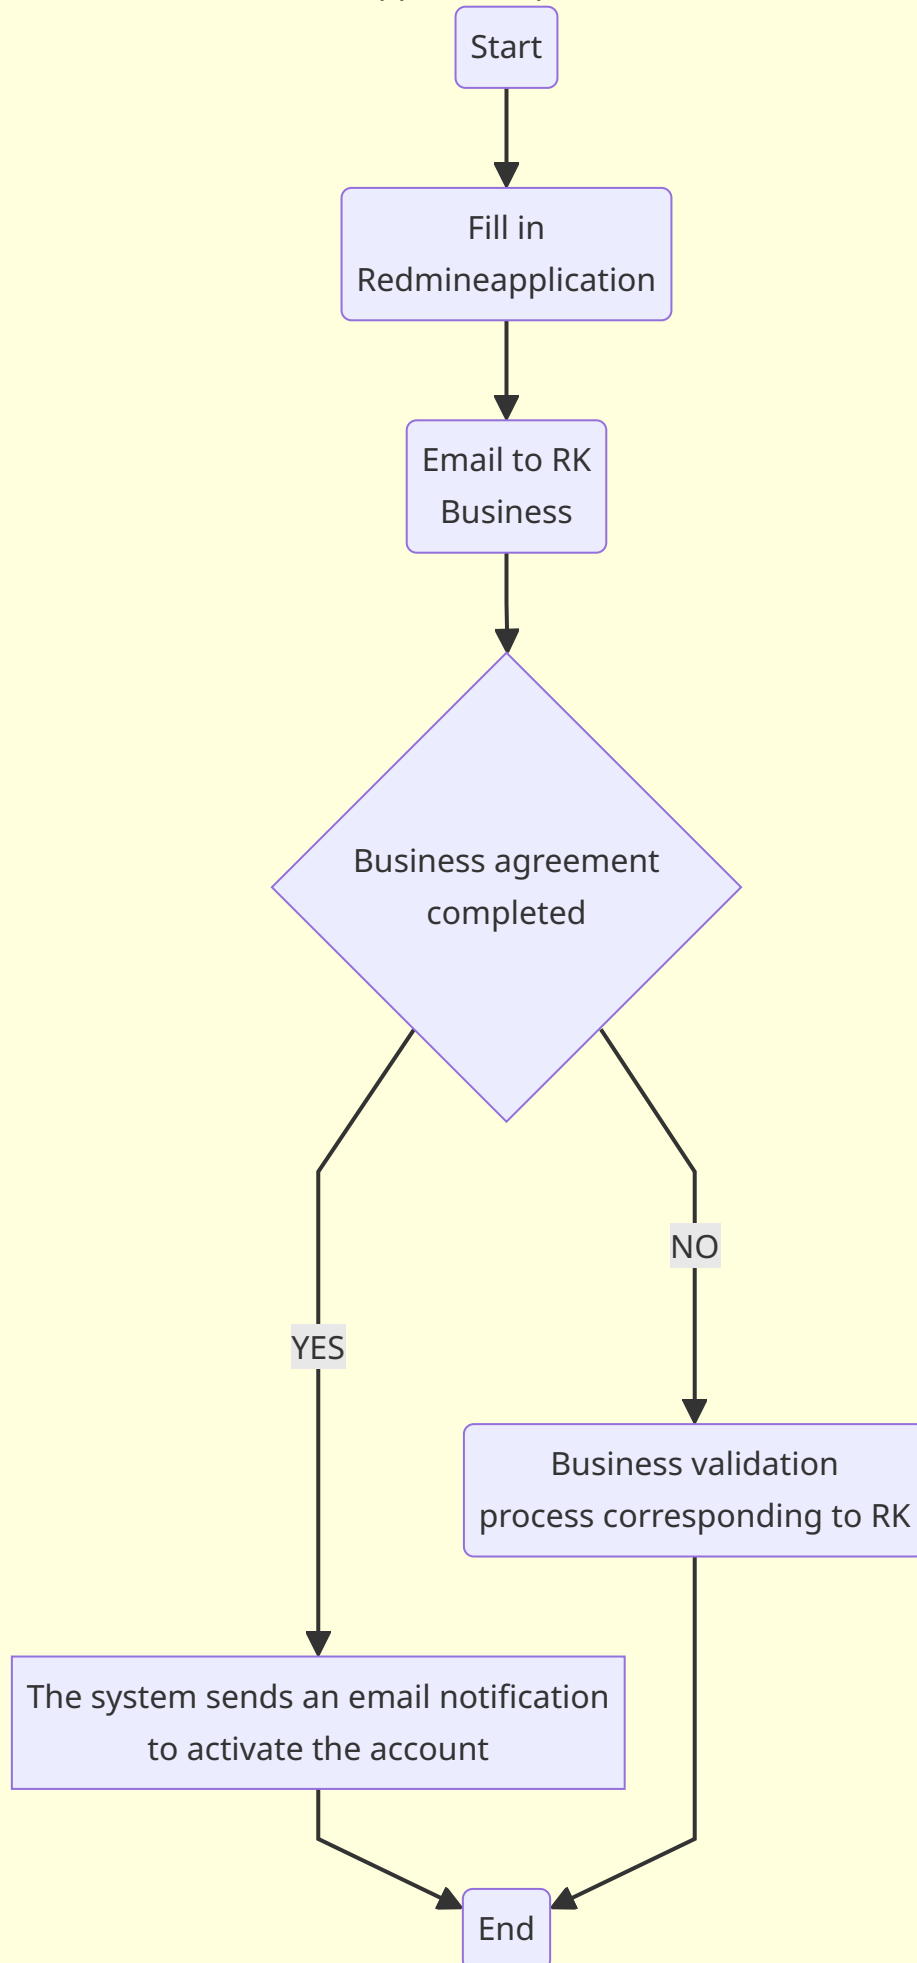 Start
Fill in
Redmineapplication
Email to RK
Business
Business agreement
completed
NO
YES
Business validation
process corresponding to RK
The system sends an email notification
to activate the account
End